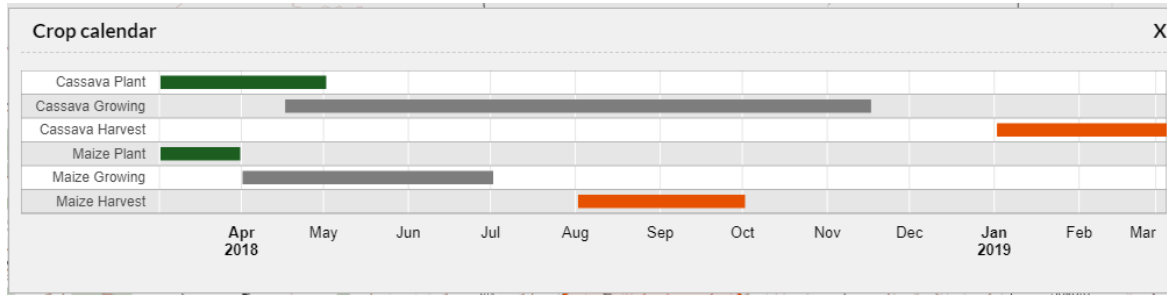 Crop calendar X
Cassava Plant
Cassava Growing
Cassava Harvest
Maize Plant
Maize Growing
Maize Harvest
Apr May Jun Jul Aug Sep Oct Nov Dec Jan Feb Mar
2018 2019